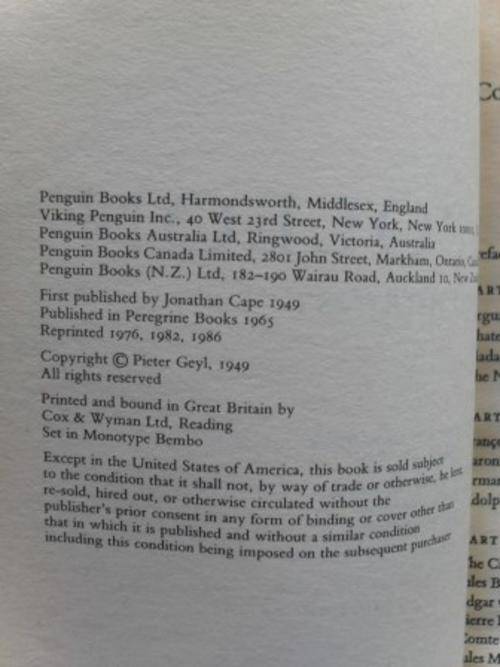 Penguin Books Ltd, Harmondsworth, Middlesex, England
Viking Penguin Inc., 40 West 23rd Street, New York, New York
Penguin Books Australia Ltd, Ringwood, Victoria, Australia
Penguin Books Canada Limited, 2801 John Street, Markham, Ontario,
Penguin Books (N.Z.) Ltd, 182–190 Wairau Road, Auckland 10, New
First published by Jonathan Cape 1949
Published in Peregrine Books 1965
Reprinted 1976, 1982, 1986
Copyright © Pieter Geyl, 1949
All rights reserved
Printed and bound in Great Britain by
Cox & Wyman Ltd, Reading
Set in Monotype Bembo
Except in the United States of America, this book is sold subject
to the condition that it shall not, by way of trade or otherwise, be lent,
re-sold, hired out, or otherwise circulated without the
publisher's prior consent in any form of binding or cover other than
that in which it is published and without a similar condition
including this condition being imposed on the subsequent purchaser